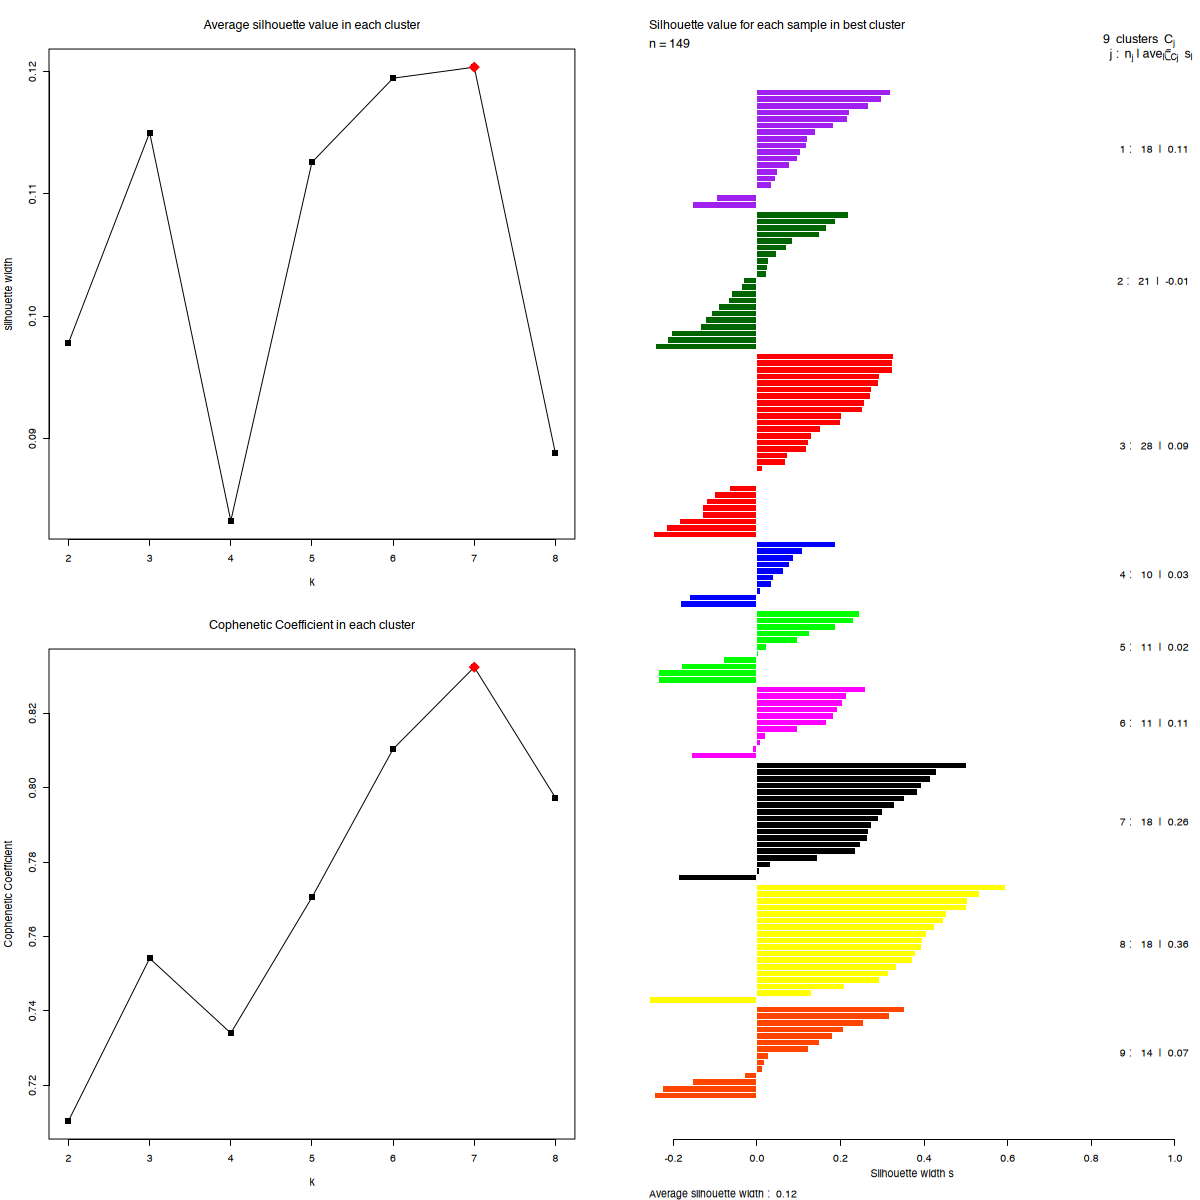 Average silhouette value in each cluster
0.12
0.11
0.10
0.09
silhouette width
2 3 4 5 6 7 8
k
Cophenetic Coefficient in each cluster
0.82
0.80
0.78
0.76
0.74
0.72
Cophenetic Coefficient
2 3 4 5 6 7 8
k
Silhouette value for each sample in best cluster
n = 149
9 clusters Cj
j : nj | avei∈Cj si
1 : 18 | 0.11
2 : 21 | -0.01
3 : 28 | 0.09
4 : 10 | 0.03
5 : 11 | 0.02
6 : 11 | 0.11
7 : 18 | 0.26
8 : 18 | 0.36
9 : 14 | 0.07
-0.2 0.0 0.2 0.4 0.6 0.8 1.0
Silhouette width s
Average silhouette width : 0.12